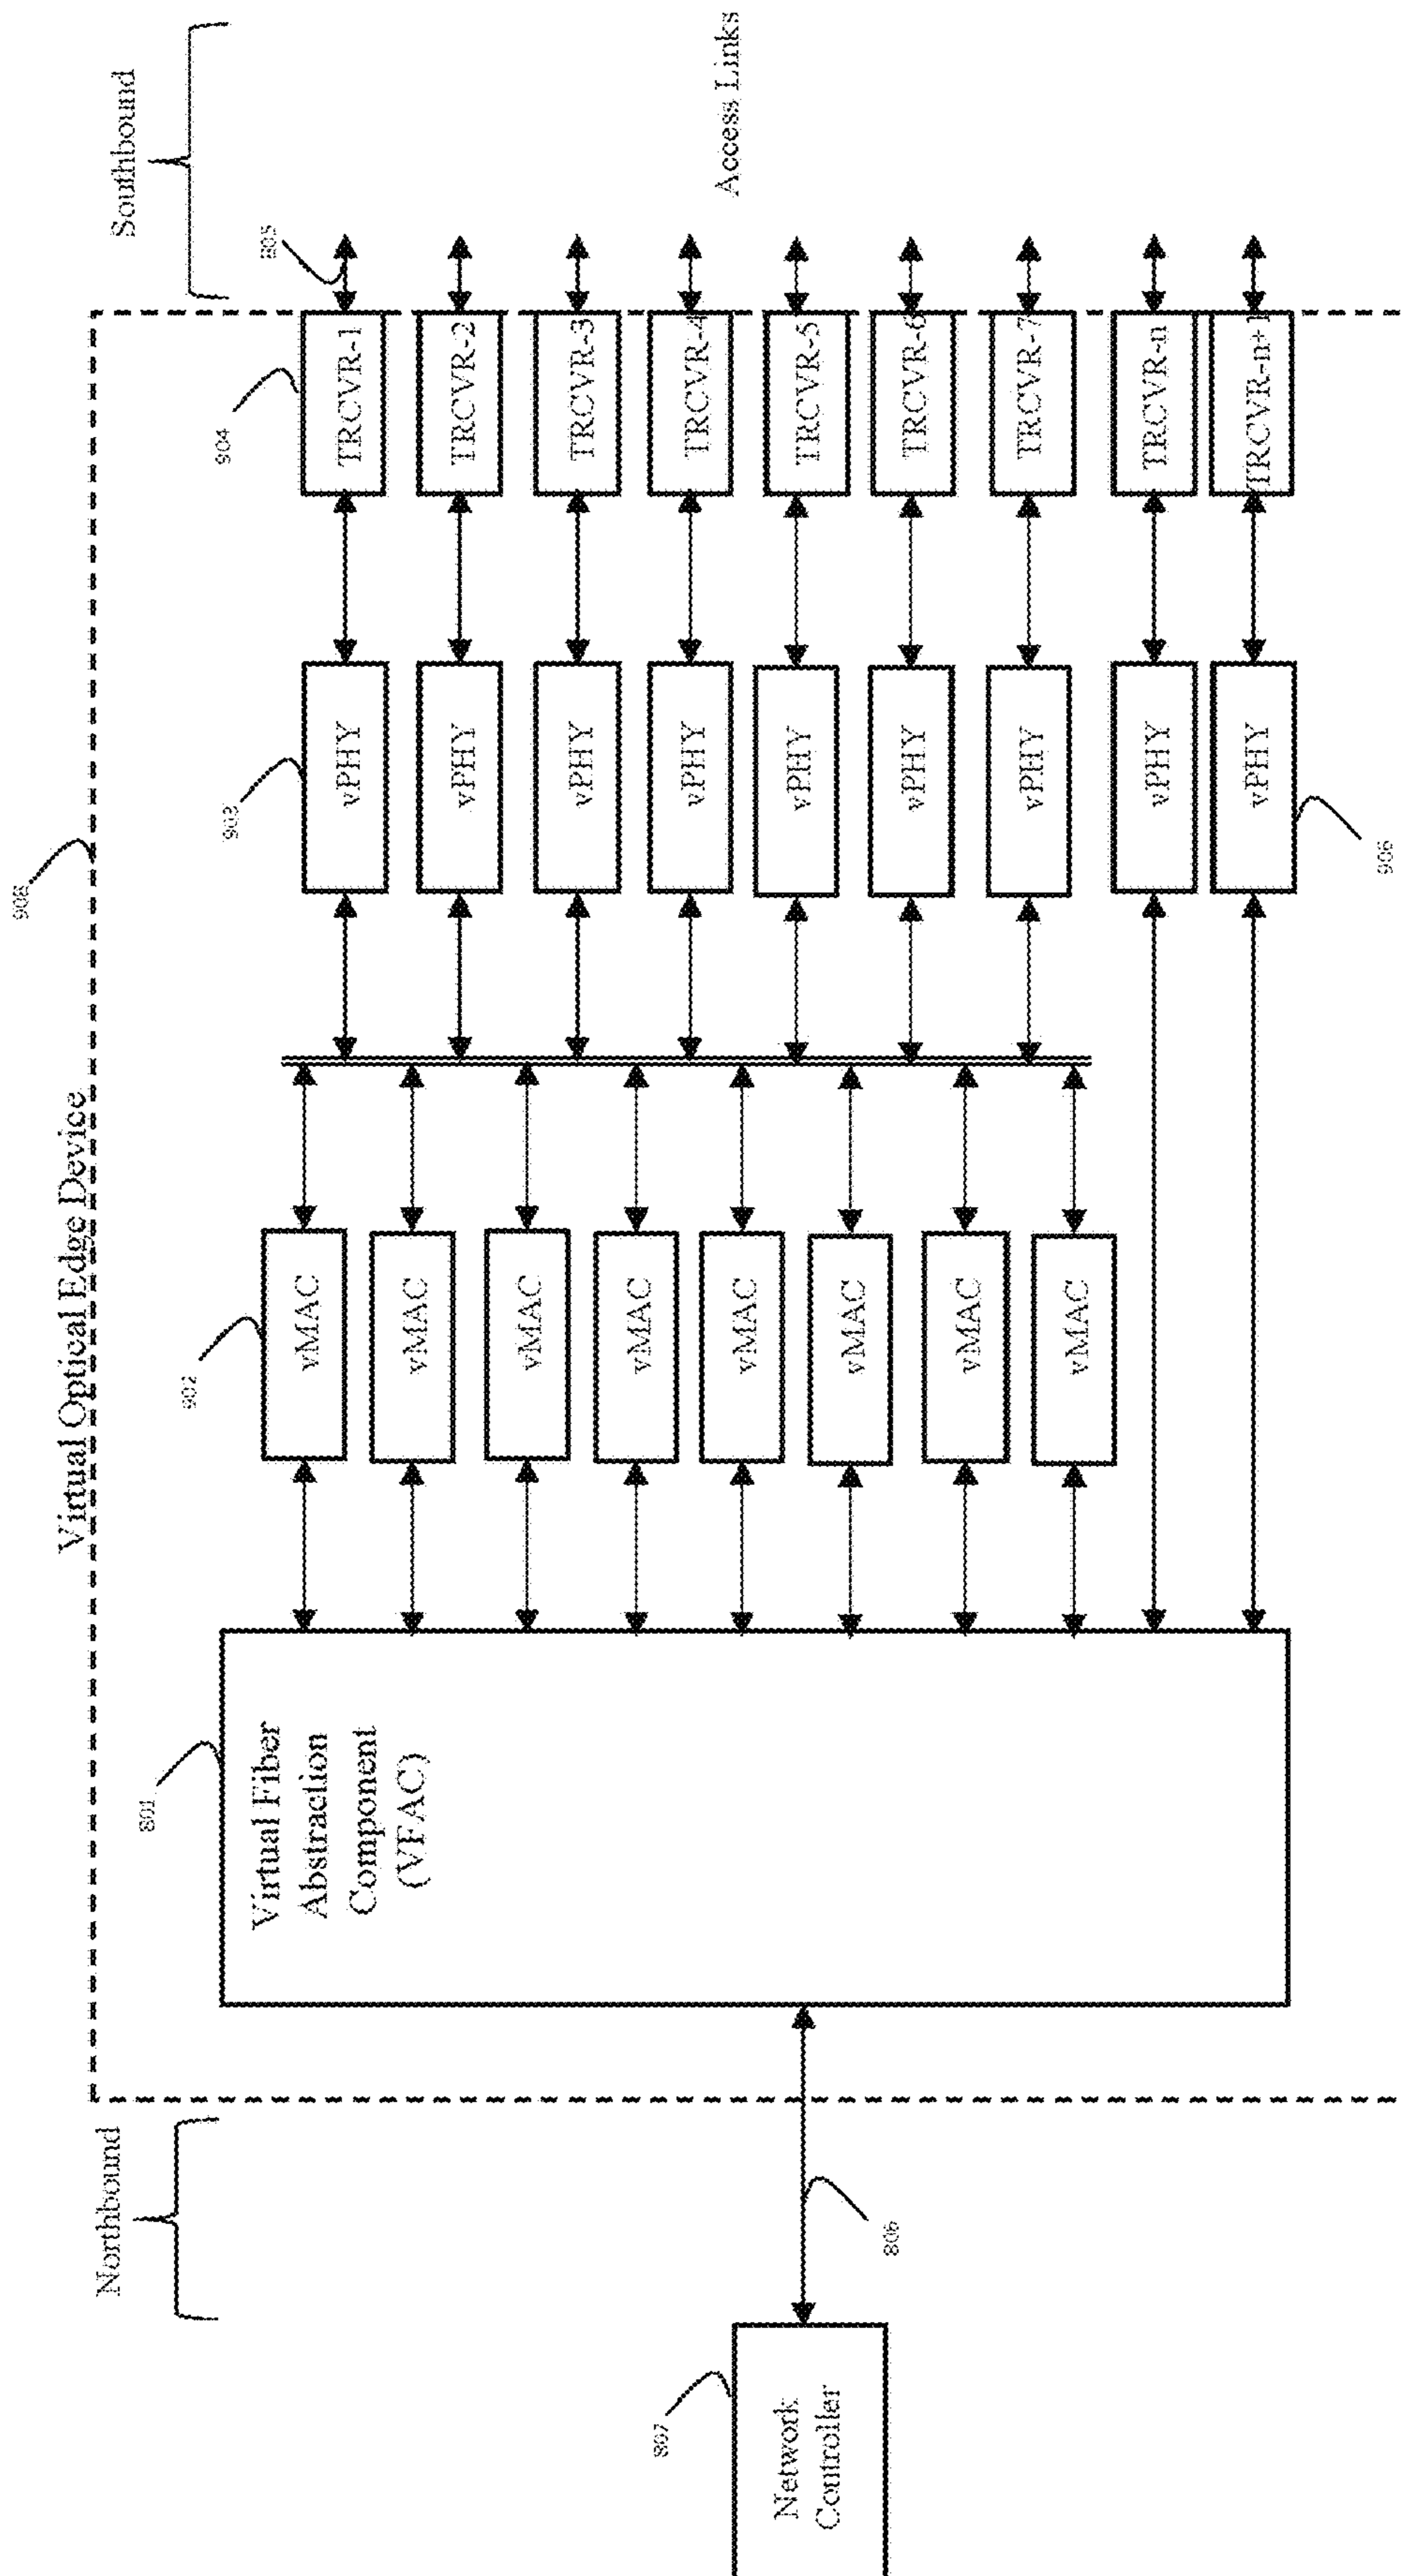 Virtual Optical Edge Device
908
Northbound
Southbound
Network
Controller
807
806
Virtual Fiber
Abstraction
Component
(VFAC)
801
902
vMAC
vMAC
vMAC
vMAC
vMAC
vMAC
vMAC
vMAC
903
vPHY
vPHY
vPHY
vPHY
vPHY
vPHY
vPHY
vPHY
vPHY
906
904
TRCVR-1
TRCVR-2
TRCVR-3
TRCVR-4
TRCVR-5
TRCVR-6
TRCVR-7
TRCVR-n
TRCVR-n+1
Access Links